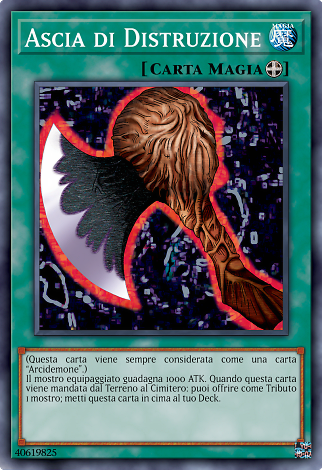 ASCIA DI DISTRUZIONE
MAGIA
[CARTA MAGIA]
(Questa carta viene sempre considerata come una carta
"Arcidemone".)
Il mostro equipaggiato guadagna 1000 ATK. Quando questa carta
viene mandata dal Terreno al Cimitero: puoi offrire come Tributo
1 mostro; metti questa carta in cima al tuo Deck.
40619825